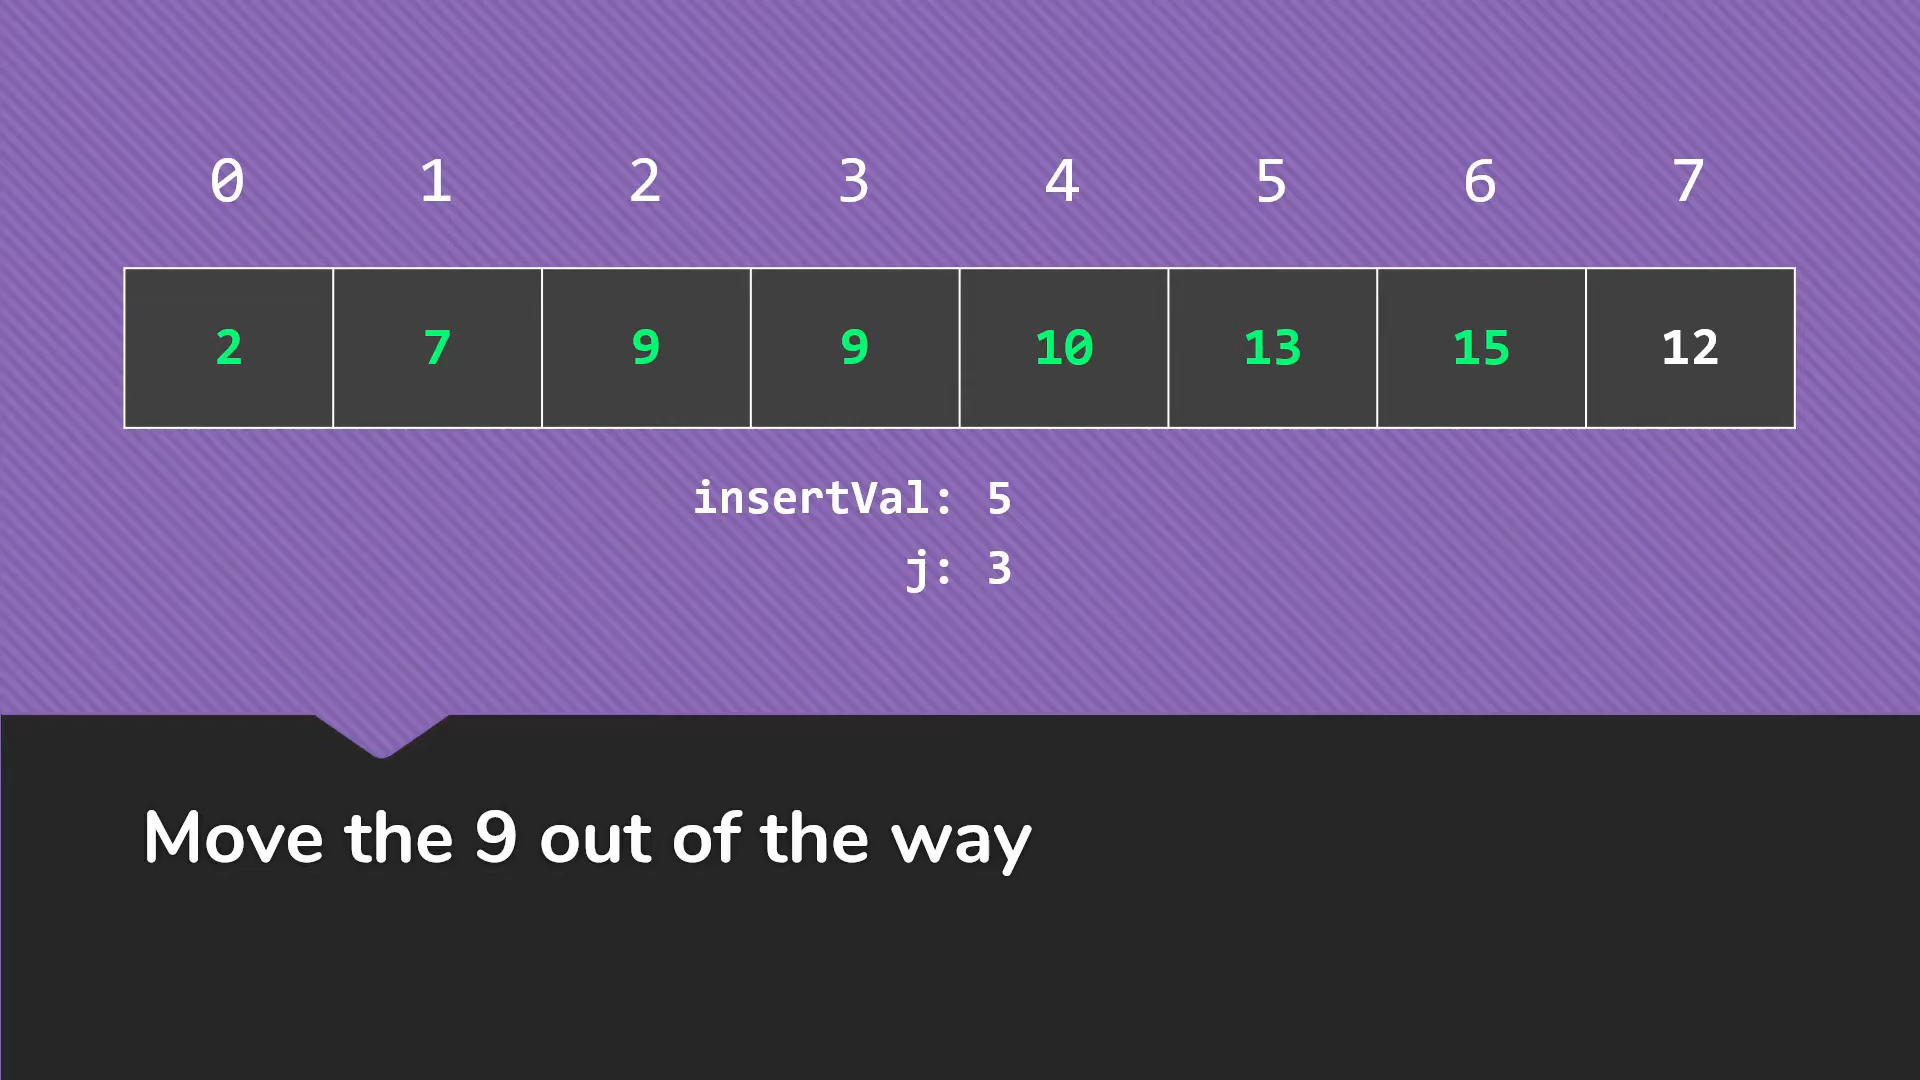 0 1 2 3 4 5 6 7
2 7 9 9 10 13 15 12
insertVal: 5
j: 3
Move the 9 out of the way